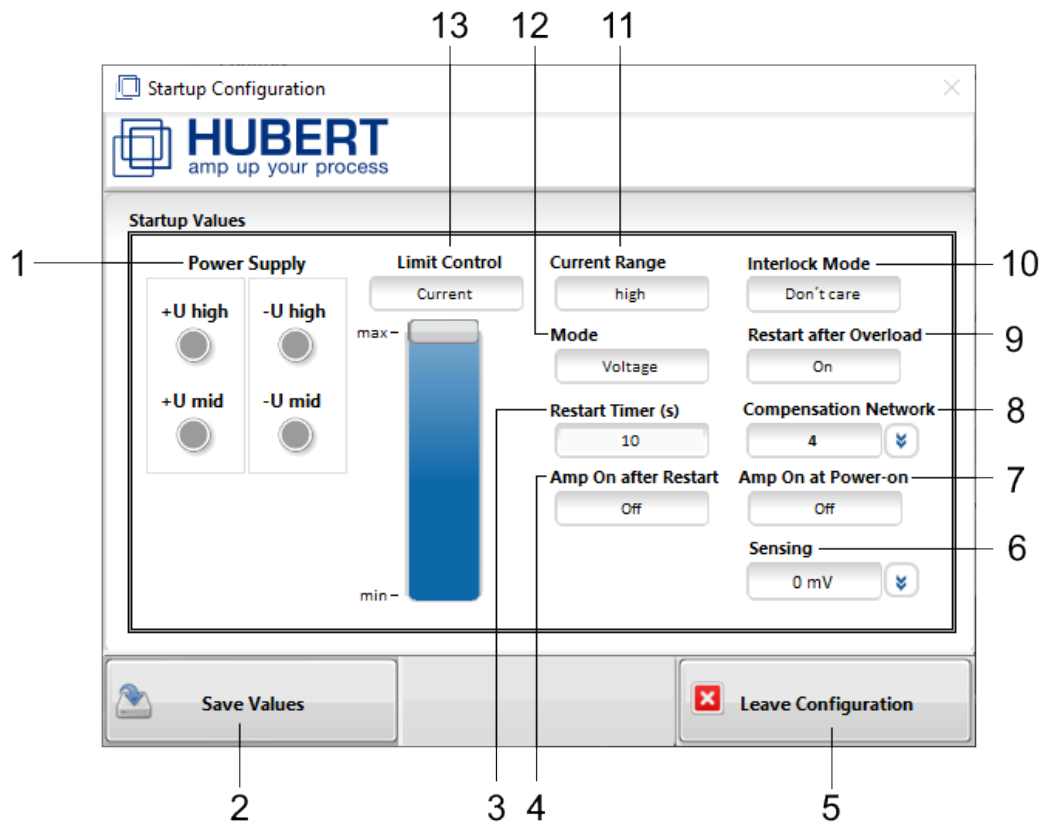 13 12 11
Startup Configuration
HUBERT
amp up your process
Startup Values
1
Power Supply
+U high
-U high
+U mid
-U mid
Limit Control
Current
max
min
Current Range
high
Mode
Voltage
Restart Timer (s)
10
Amp On after Restart
Off
Interlock Mode
Don´t care
Restart after Overload
On
Compensation Network
4
Amp On at Power-on
Off
Sensing
0 mV
10
9
8
7
6
Save Values
Leave Configuration
2 3 4 5